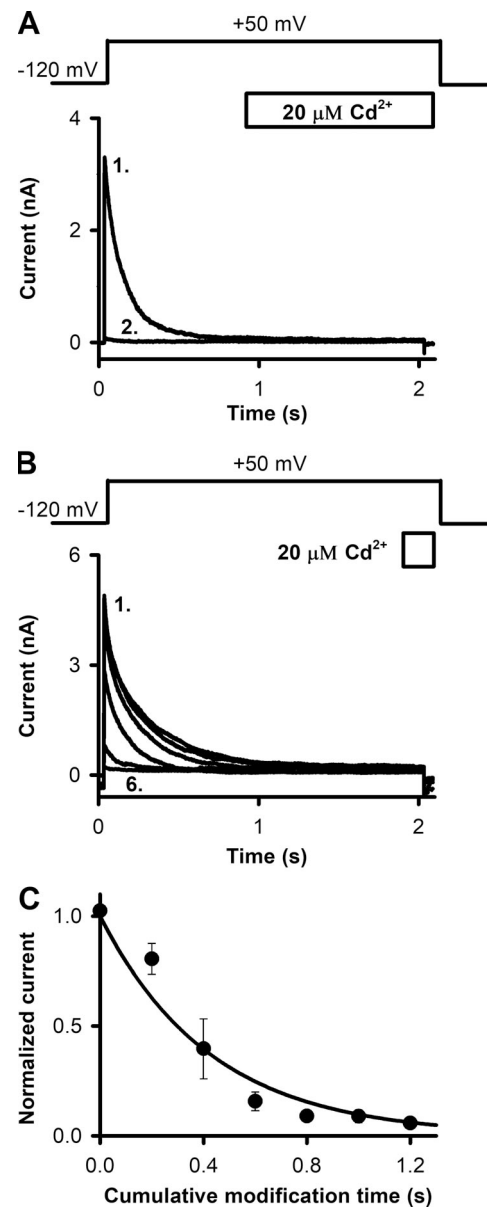 A
+50 mV
-120 mV
20 μM Cd²⁺
4
2
0
Current (nA)
1.
2.
0
1
2
Time (s)
B
+50 mV
-120 mV
20 μM Cd²⁺
6
3
0
Current (nA)
1.
6.
0
1
2
Time (s)
C
1.0
0.5
0.0
Normalized current
0.0
0.4
0.8
1.2
Cumulative modification time (s)